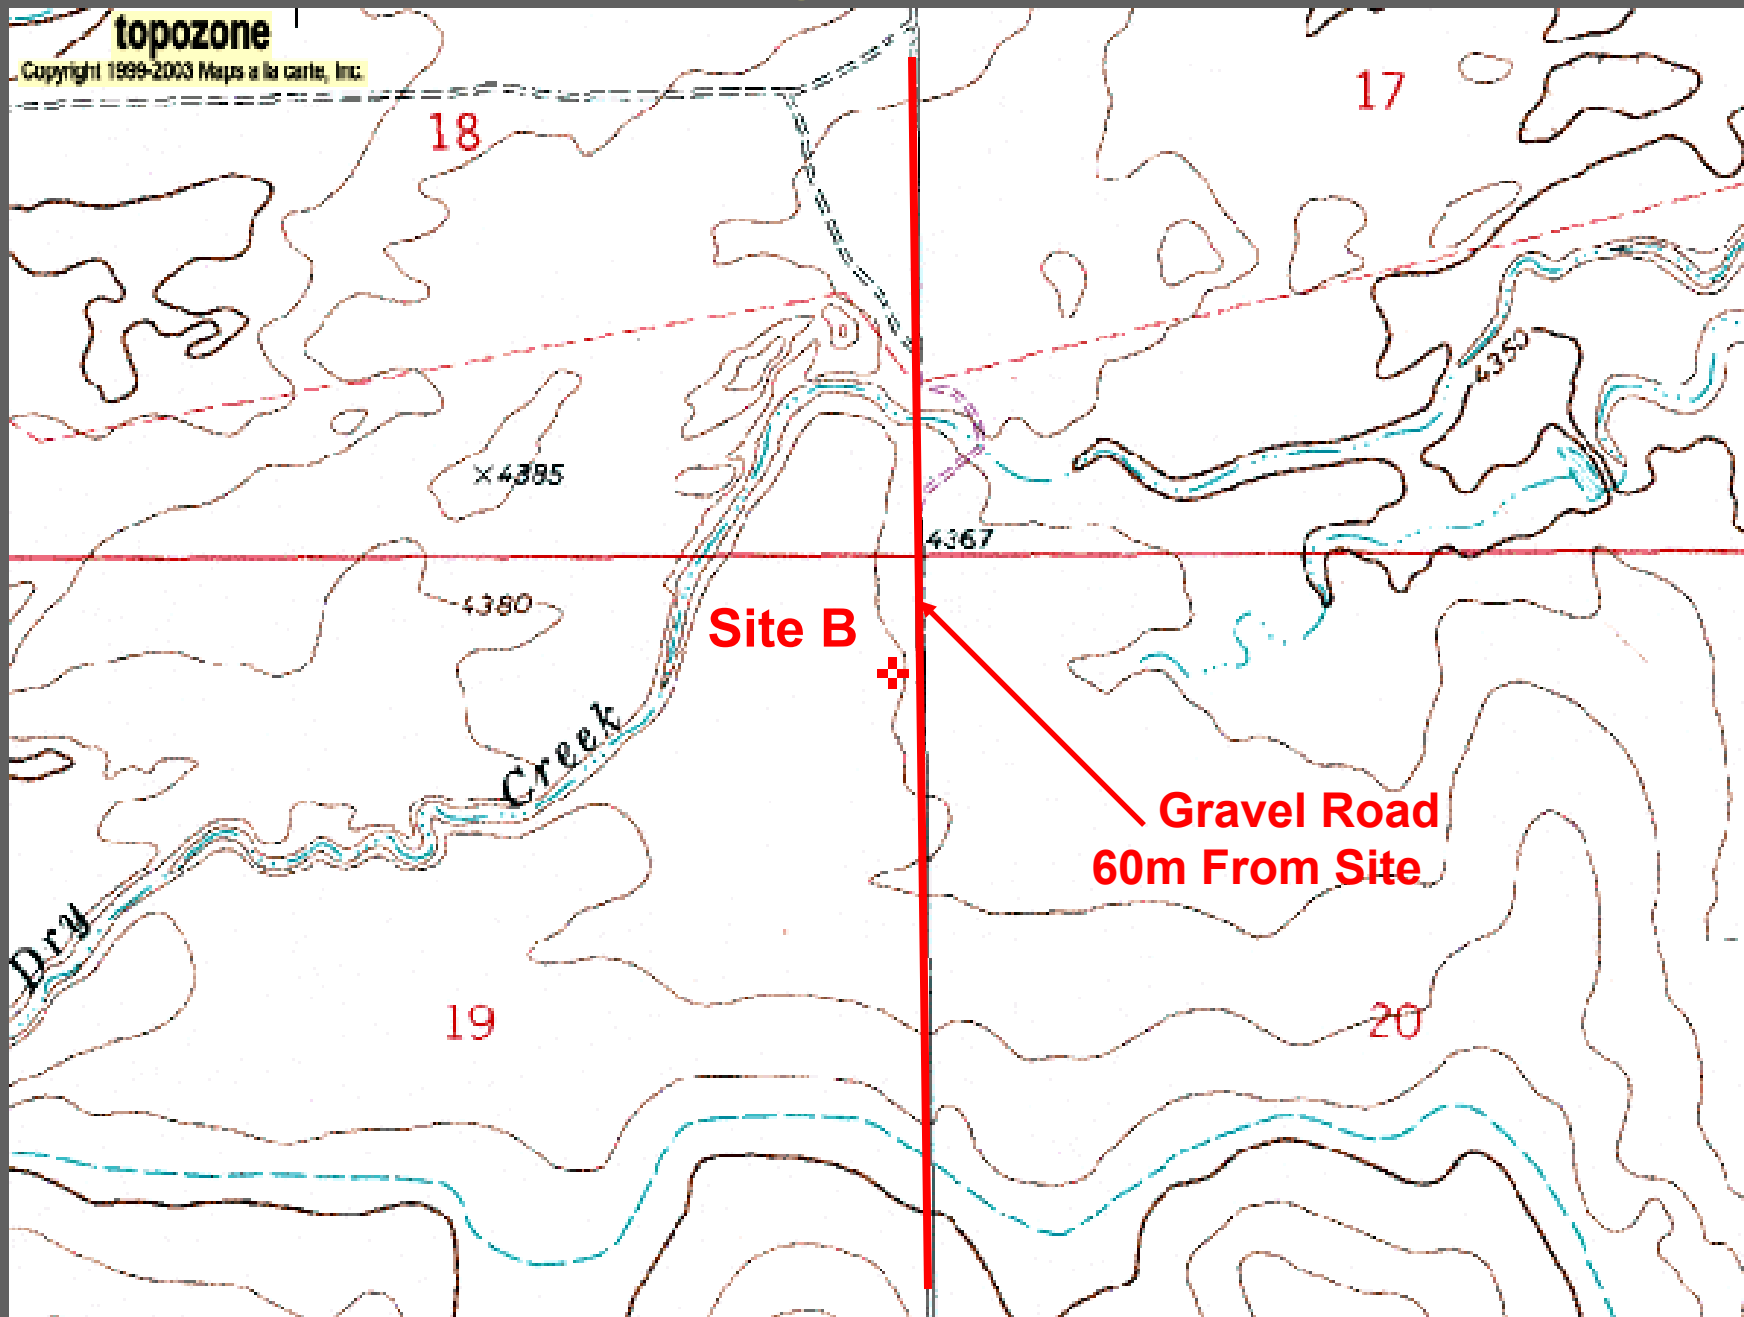 topozone
Copyright 1999-2003 Maps a la carte, Inc.
17
18
4350
×4385
4367
4380
Site B
Creek
Gravel Road
60m From Site
Dry
19
20